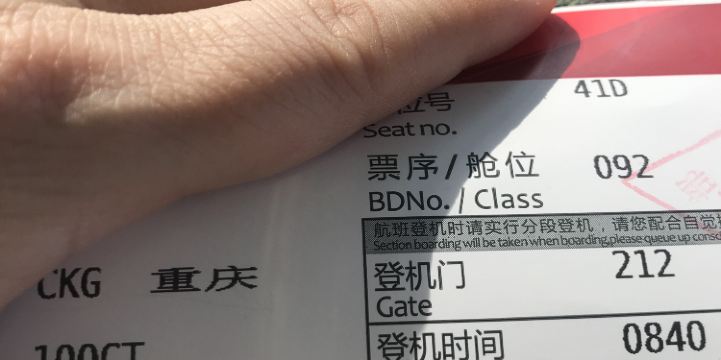 位号 41D
Seat no.
票序/舱位 092
BDNo. / Class
航班登机时请实行分段登机，请您配合自觉
Section boarding will be taken when boarding,please queue up
登机门 212
Gate
CKG 重庆
登机时间 0840